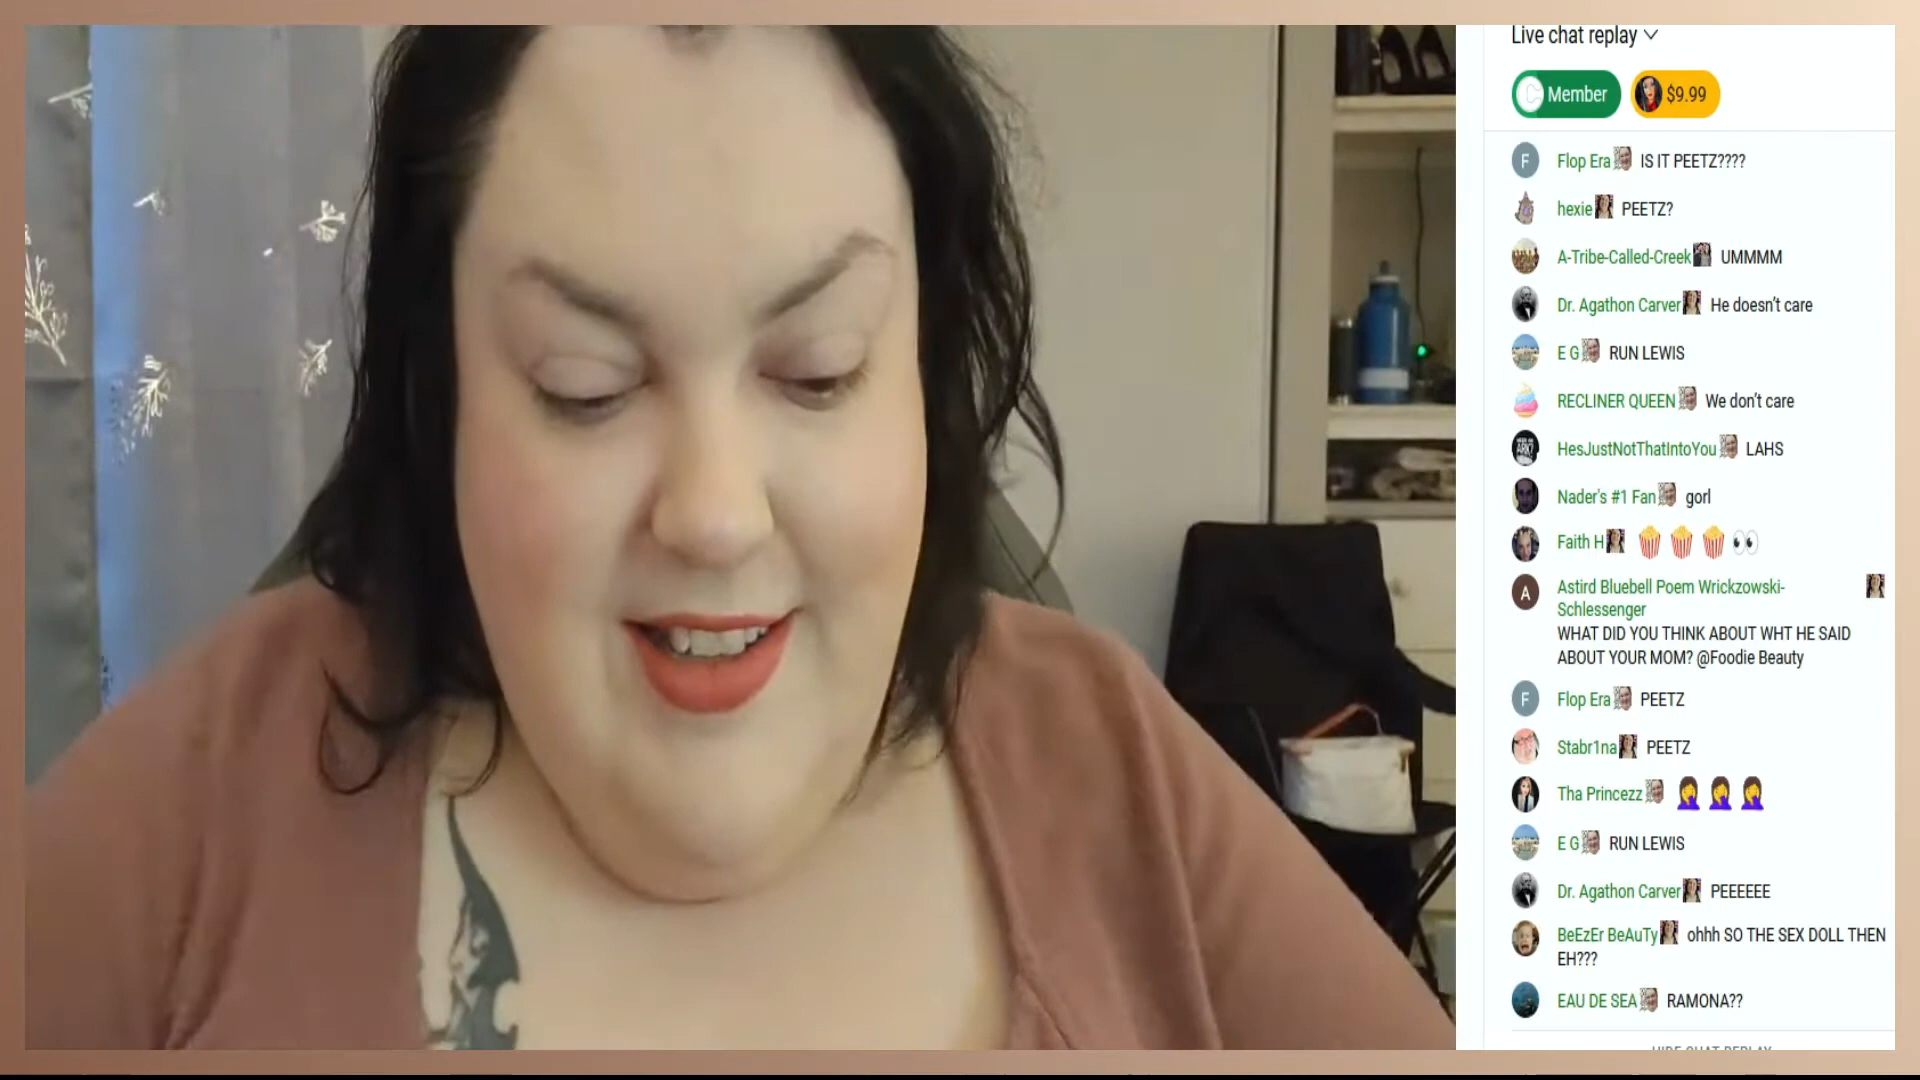 Live chat replay
Member
$9.99
F
Flop Era IS IT PEETZ????
hexie PEETZ?
A-Tribe-Called-Creek UMMMM
Dr. Agathon Carver He doesn't care
E G RUN LEWIS
RECLINER QUEEN We don't care
HesJustNotThatIntoYou LAHS
Nader's #1 Fan gorl
Faith H 🍿 🍿 🍿 👀
A
Astird Bluebell Poem Wrickzowski-
Schlessenger
WHAT DID YOU THINK ABOUT WHT HE SAID
ABOUT YOUR MOM? @Foodie Beauty
F
Flop Era PEETZ
Stabr1na PEETZ
Tha Princezz 🤦‍♀️ 🤦‍♀️ 🤦‍♀️
E G RUN LEWIS
Dr. Agathon Carver PEEEEEE
BeEzEr BeAuTy ohhh SO THE SEX DOLL THEN
EH???
EAU DE SEA RAMONA??
HIDE CHAT REPLAY